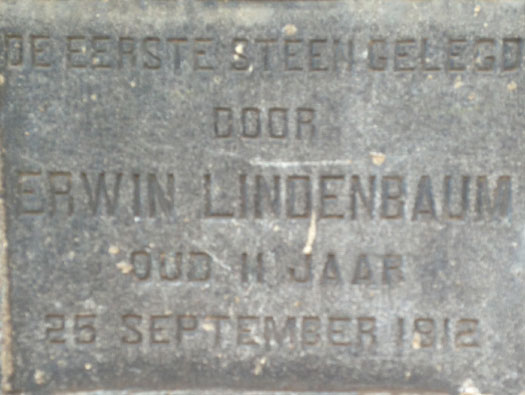 DE EERSTE STEEN GELEGD
DOOR
ERWIN LINDENBAUM
OUD 11 JAAR
25 SEPTEMBER 1912